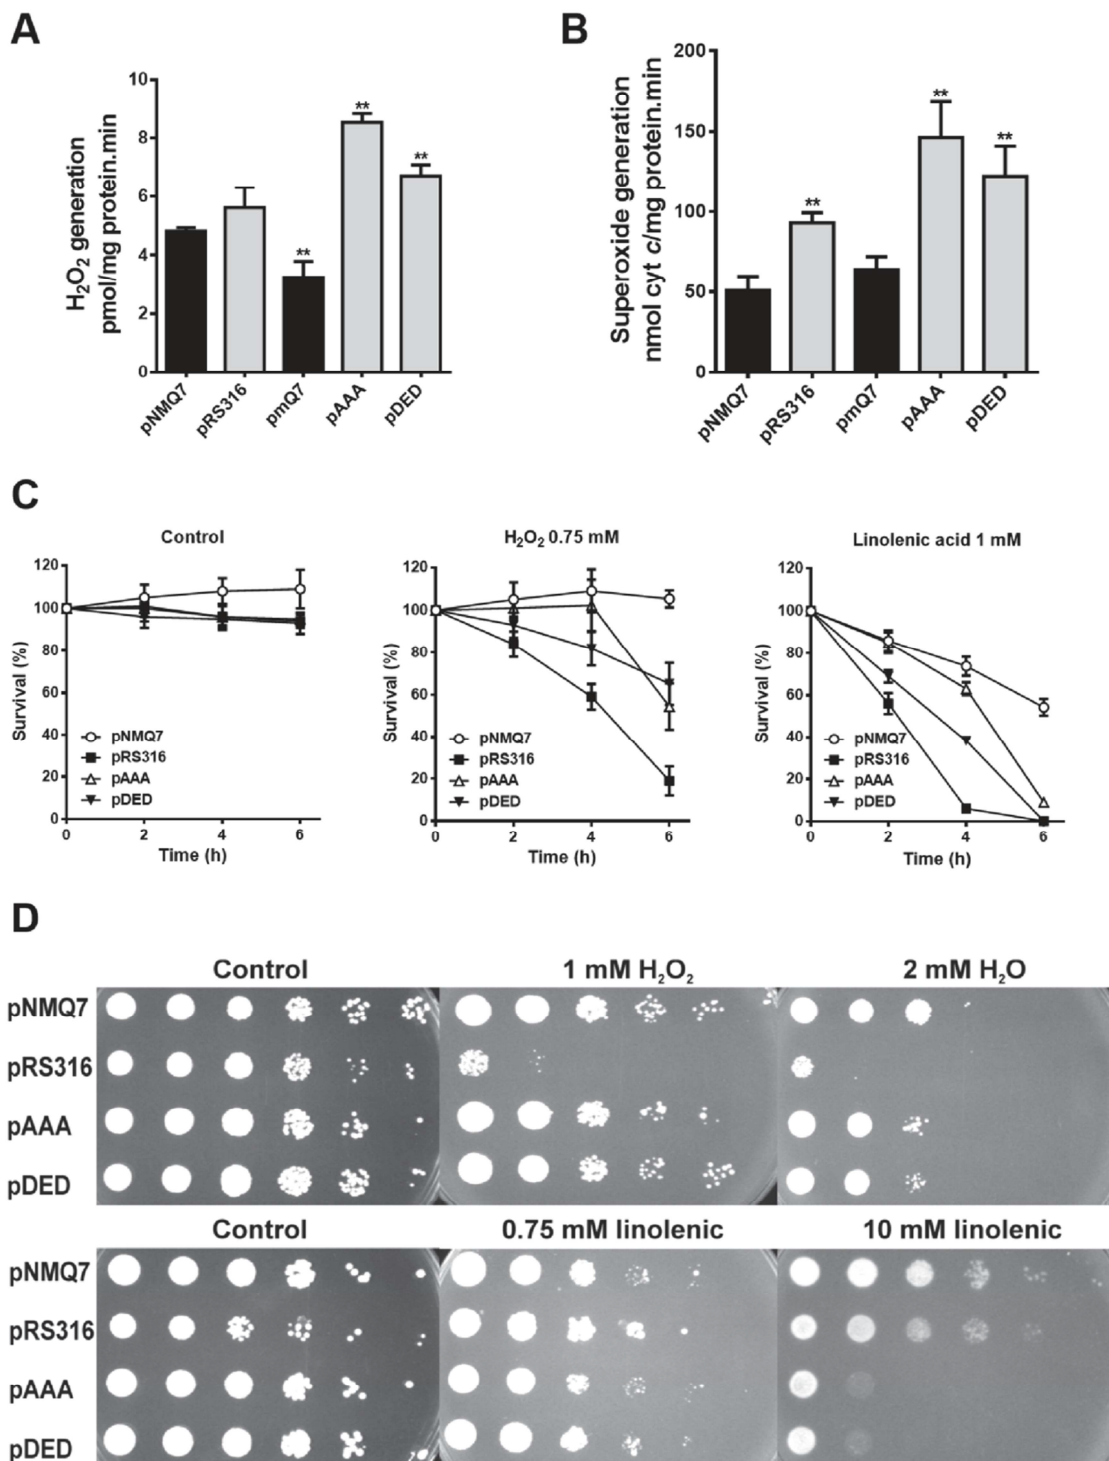 A
H₂O₂ generation
pmol/mg protein.min
10
8
6
4
2
0
**
**
**
pNMQ7
pRS316
pmQ7
pAAA
pDED
B
Superoxide generation
nmol cyt c/mg protein.min
200
150
100
50
0
**
**
**
pNMQ7
pRS316
pmQ7
pAAA
pDED
C
Control
Survival (%)
120
100
80
60
40
20
0
pNMQ7
pRS316
pAAA
pDED
0 2 4 6
Time (h)
H₂O₂ 0.75 mM
Survival (%)
120
100
80
60
40
20
0
pNMQ7
pRS316
pAAA
pDED
0 2 4 6
Time (h)
Linolenic acid 1 mM
Survival (%)
120
100
80
60
40
20
0
pNMQ7
pRS316
pAAA
pDED
0 2 4 6
Time (h)
D
Control 1 mM H₂O₂ 2 mM H₂O
pNMQ7
pRS316
pAAA
pDED
Control 0.75 mM linolenic 10 mM linolenic
pNMQ7
pRS316
pAAA
pDED